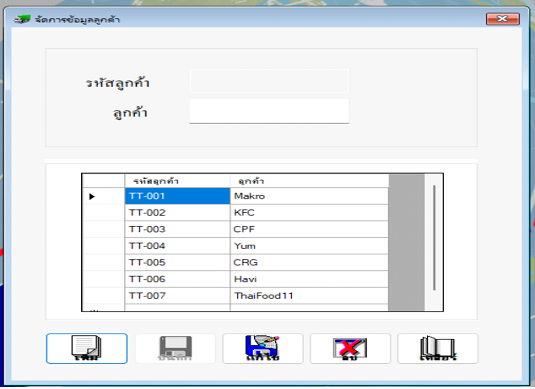 จัดการข้อมูลลูกค้า
รหัสลูกค้า
ลูกค้า
รหัสลูกค้า ลูกค้า
TT-001 Makro
TT-002 KFC
TT-003 CPF
TT-004 Yum
TT-005 CRG
TT-006 Havi
TT-007 ThaiFood11
เพิ่ม บันทึก แก้ไข ลบ เคลียร์